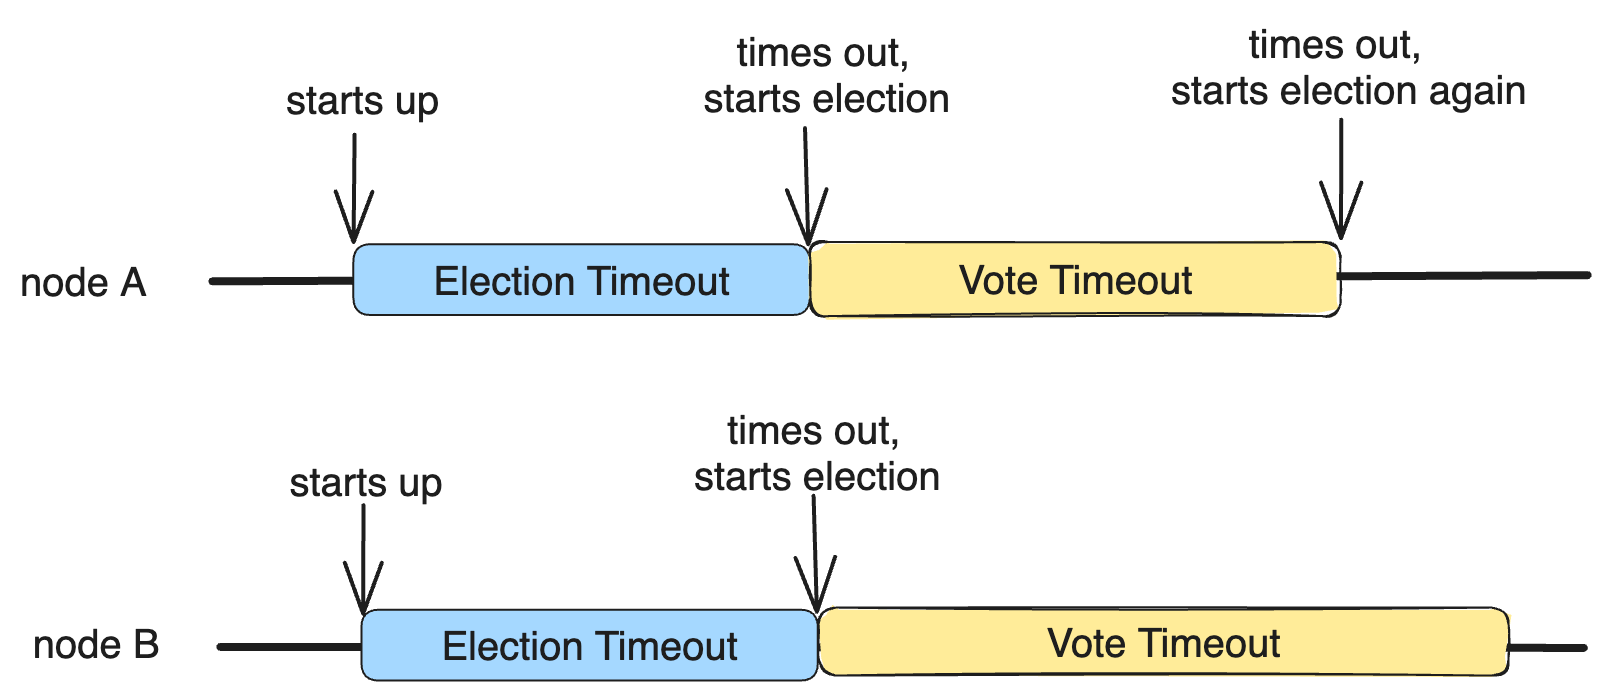 starts up
times out,
starts election
times out,
starts election again
node A
Election Timeout
Vote Timeout
starts up
times out,
starts election
node B
Election Timeout
Vote Timeout